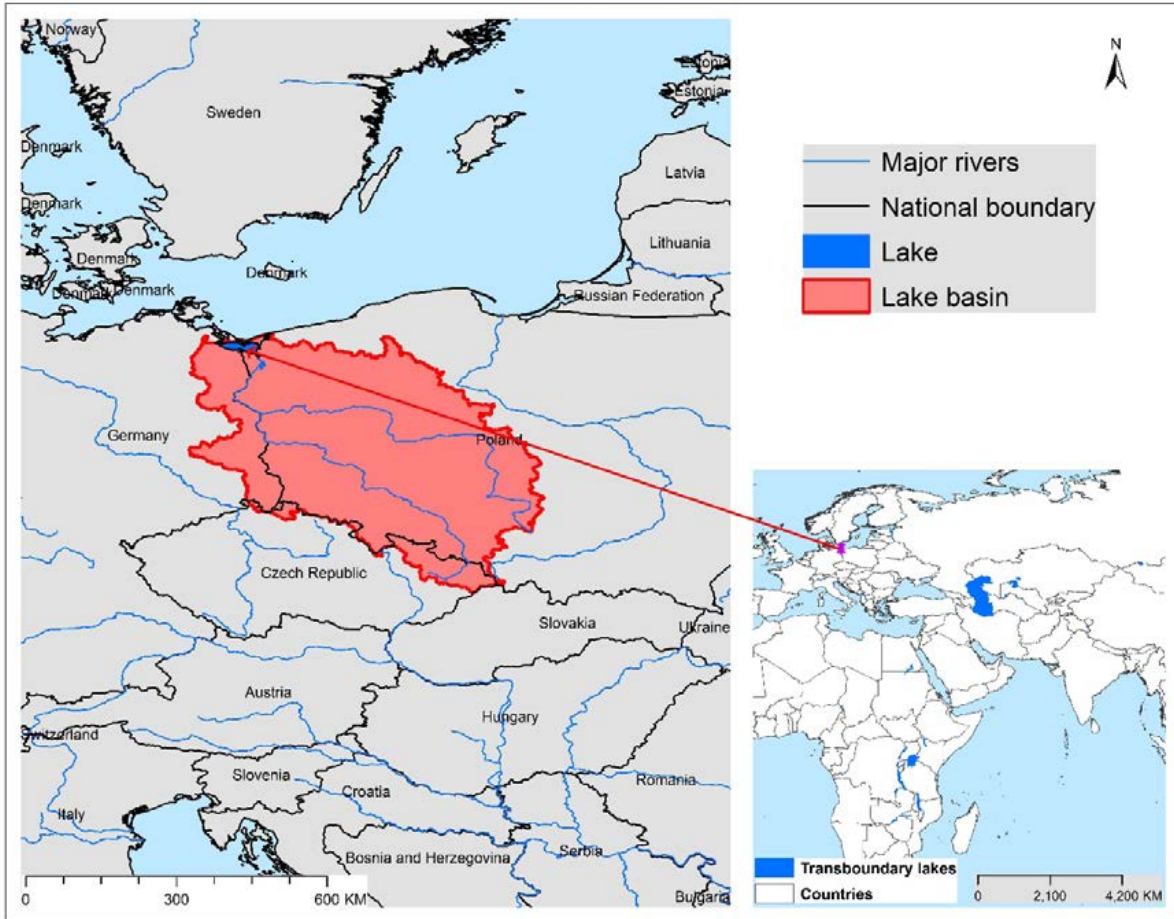 Norway
Sweden
Estonia
Estonia
Denmark
Denmark
Latvia
Denmark
Denmark
Lithuania
Denmark
Denmark
Russian Federation
Germany
Poland
Czech Republic
Slovakia
Ukraine
Austria
Hungary
Switzerland
Slovenia
Romania
Croatia
Italy
Bosnia and Herzegovina
Serbia
Bulgaria
0 300 600 KM
N
Major rivers
National boundary
Lake
Lake basin
Transboundary lakes
Countries
0 2,100 4,200 KM